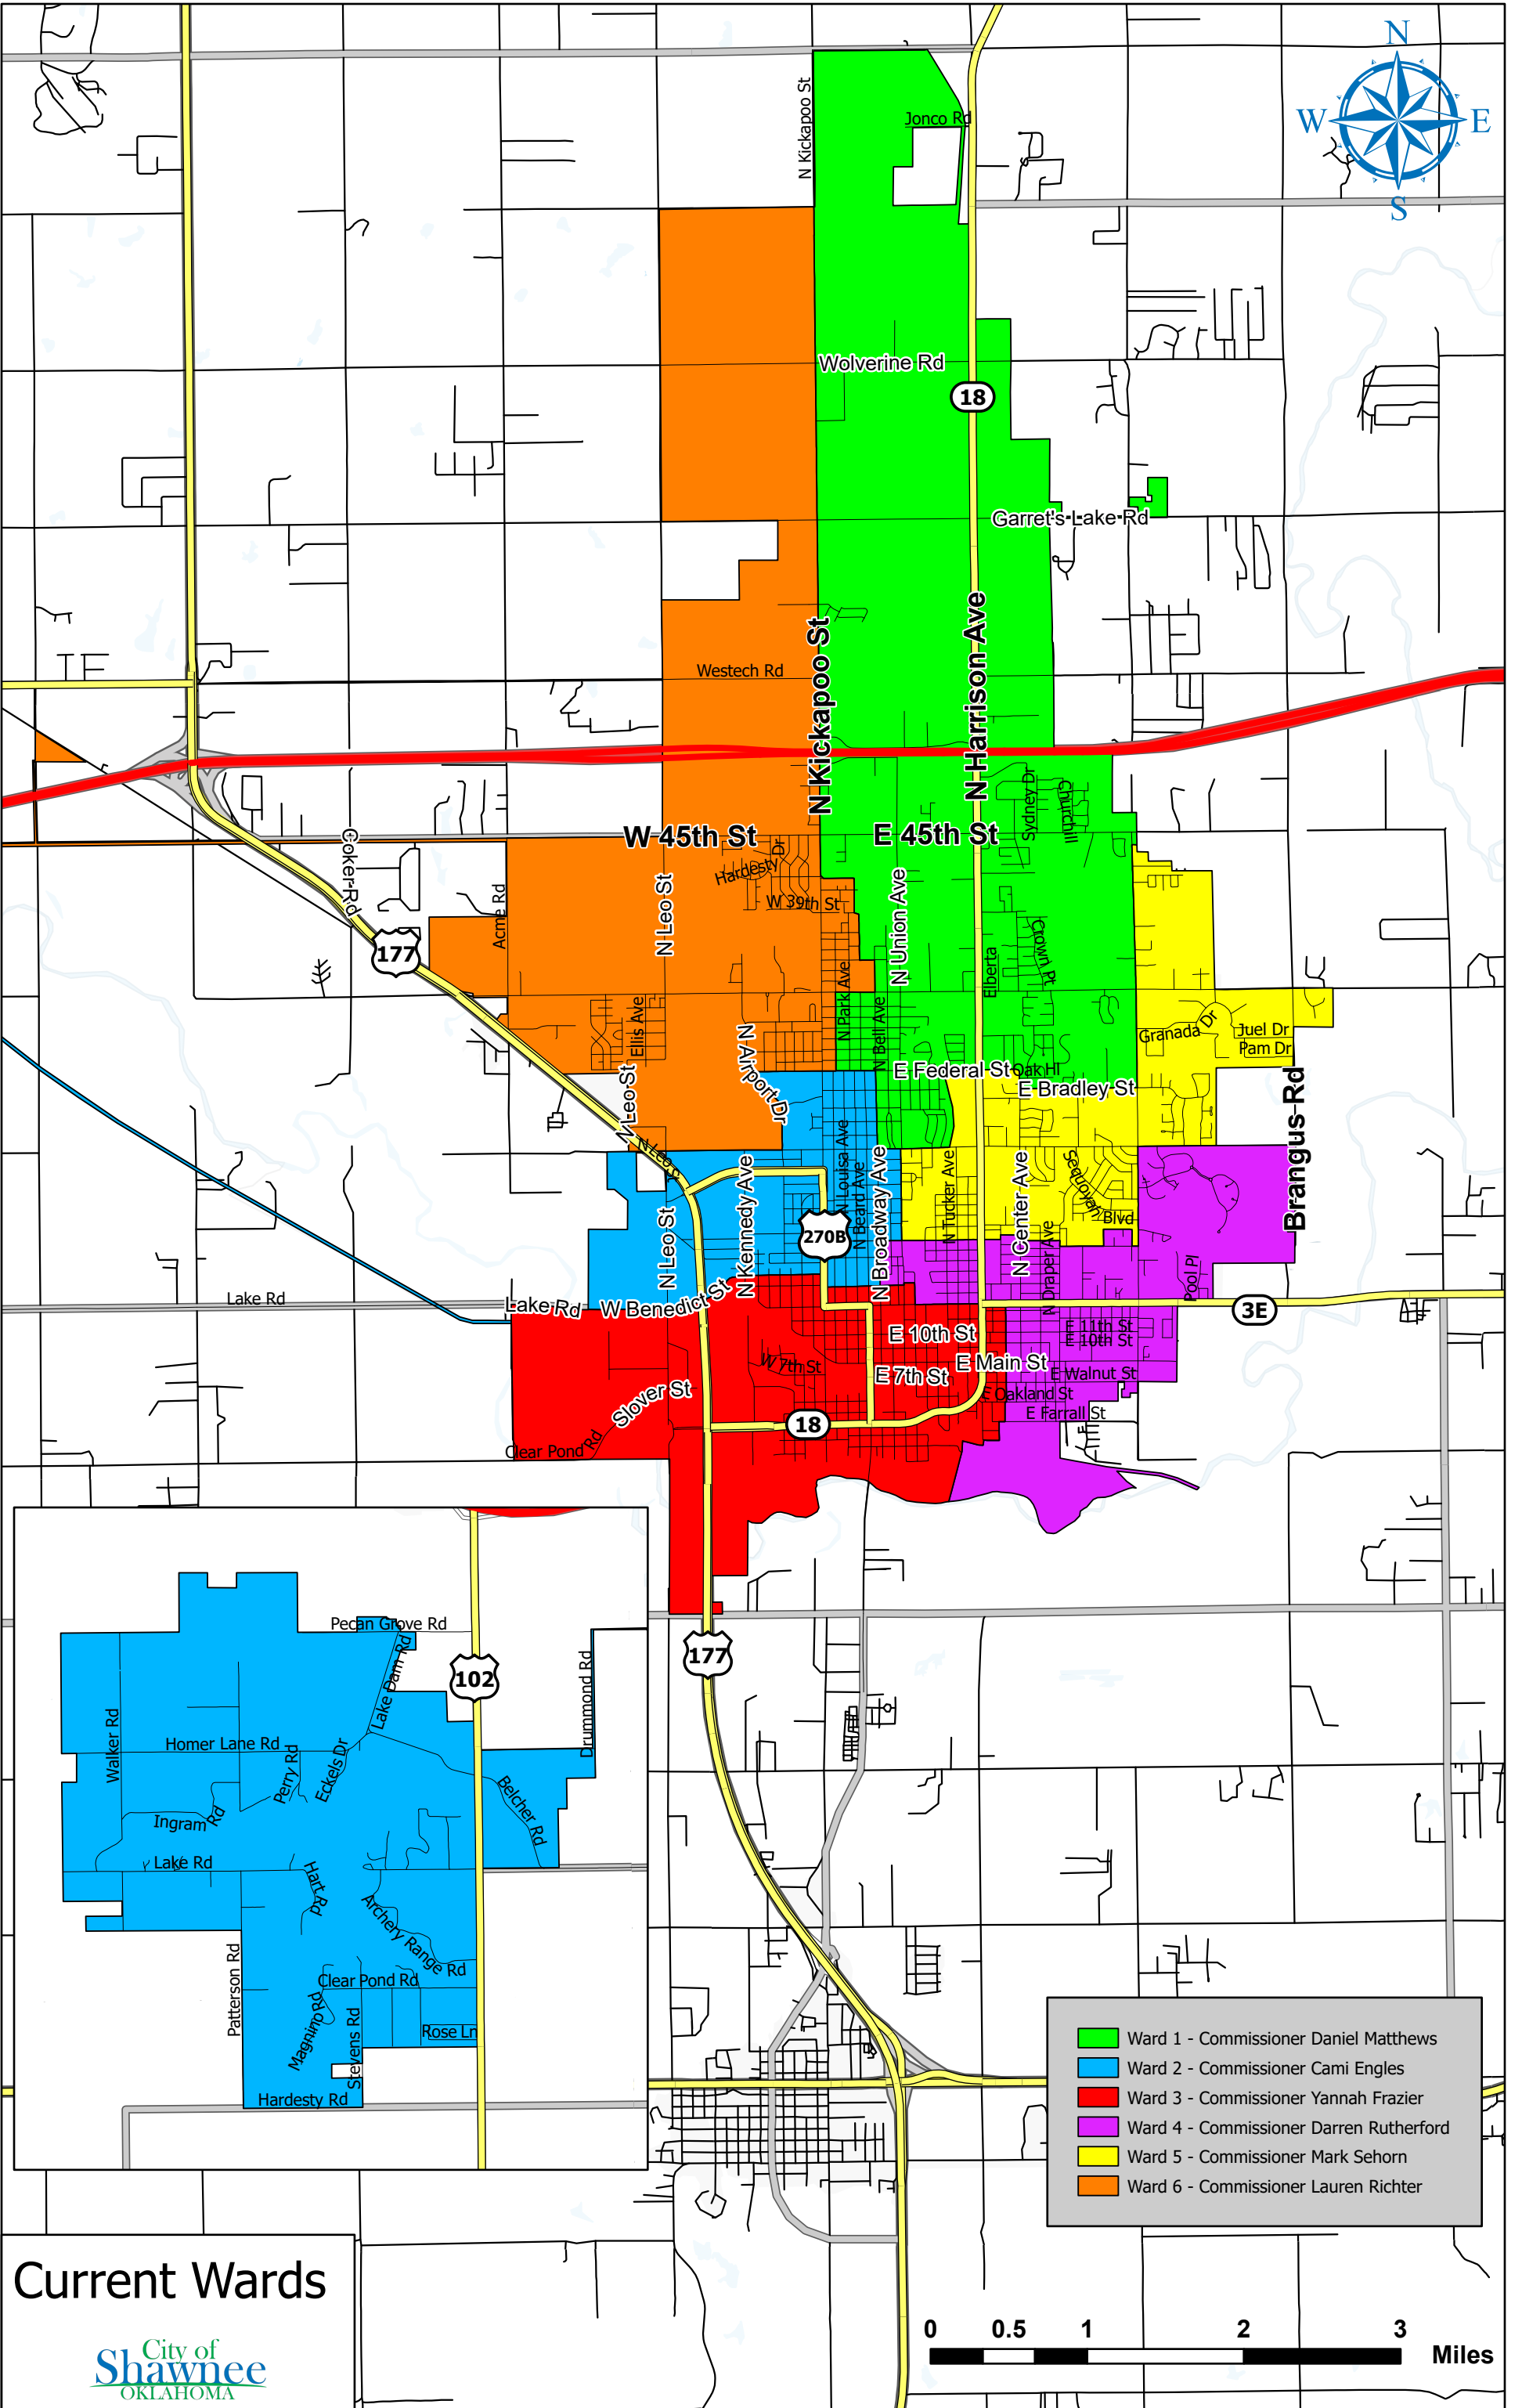 N
W
E
S
N Kickapoo St
Jonco Rd
Wolverine Rd
18
Garret's Lake Rd
Westech Rd
N Kickapoo St
N Harrison Ave
Sydney Dr
Churchill
W 45th St
E 45th St
Coker Rd
Hardesty Dr
W 39th St
Acme Rd
N Leo St
N Union Ave
177
Crown Pt
Elberta
Ellis Ave
N Park Ave
N Bell Ave
N Airport Dr
Granada Dr
Juel Dr
Pam Dr
E Federal St
Oak Hl
E Bradley St
N Leo St
N Leo St
Brangus Rd
N Louisa Ave
N Beard Ave
N Kennedy Ave
N Broadway Ave
N Tucker Ave
N Center Ave
Sequoyah Blvd
270B
N Leo St
N Draper Ave
Pool Pl
Lake Rd
Lake Rd
W Benedict St
3E
E 10th St
E 11th St
E 10th St
W 7th St
E 7th St
E Main St
E Walnut St
Slover St
E Oakland St
E Farrall St
18
Clear Pond Rd
177
Pecan Grove Rd
Lake Dam Rd
102
Drummond Rd
Walker Rd
Homer Lane Rd
Perry Rd
Eckels Dr
Belcher Rd
Ingram Rd
Lake Rd
Hart Rd
Archery Range Rd
Patterson Rd
Clear Pond Rd
Magnino Rd
Stevens Rd
Rose Ln
Hardesty Rd
Ward 1 - Commissioner Daniel Matthews
Ward 2 - Commissioner Cami Engles
Ward 3 - Commissioner Yannah Frazier
Ward 4 - Commissioner Darren Rutherford
Ward 5 - Commissioner Mark Sehorn
Ward 6 - Commissioner Lauren Richter
Current Wards
City of
Shawnee
OKLAHOMA
0 0.5 1 2 3
Miles